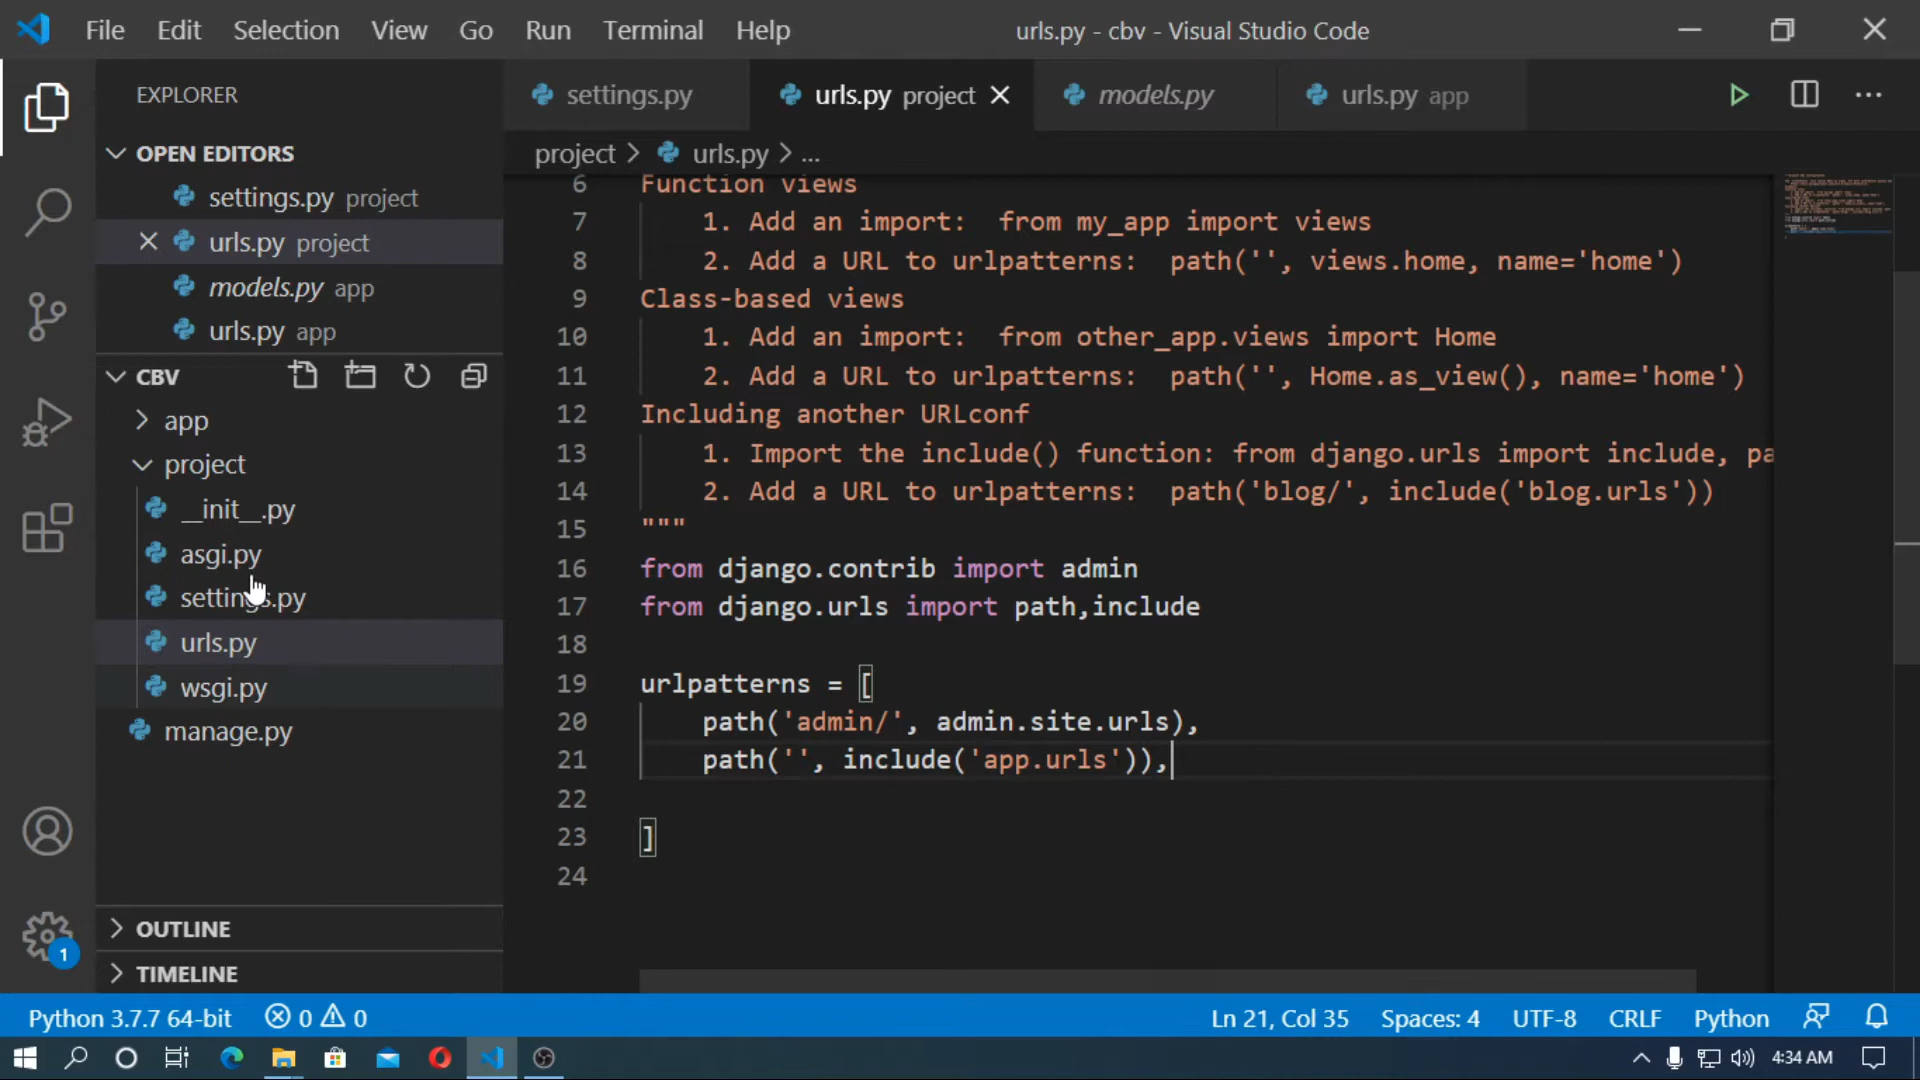 File Edit Selection View Go Run Terminal Help urls.py - cbv - Visual Studio Code
EXPLORER
OPEN EDITORS
settings.py project
urls.py project
models.py app
urls.py app
CBV
app
project
__init__.py
asgi.py
settings.py
urls.py
wsgi.py
manage.py
OUTLINE
TIMELINE
settings.py urls.py project models.py urls.py app
project > urls.py > ...
6 Function views
7     1. Add an import:  from my_app import views
8     2. Add a URL to urlpatterns:  path('', views.home, name='home')
9 Class-based views
10     1. Add an import:  from other_app.views import Home
11     2. Add a URL to urlpatterns:  path('', Home.as_view(), name='home')
12 Including another URLconf
13     1. Import the include() function: from django.urls import include, pa
14     2. Add a URL to urlpatterns:  path('blog/', include('blog.urls'))
15 """
16 from django.contrib import admin
17 from django.urls import path,include
18
19 urlpatterns = [
20     path('admin/', admin.site.urls),
21     path('', include('app.urls')),
22
23 ]
24
1
Python 3.7.7 64-bit 0 0 Ln 21, Col 35 Spaces: 4 UTF-8 CRLF Python
4:34 AM